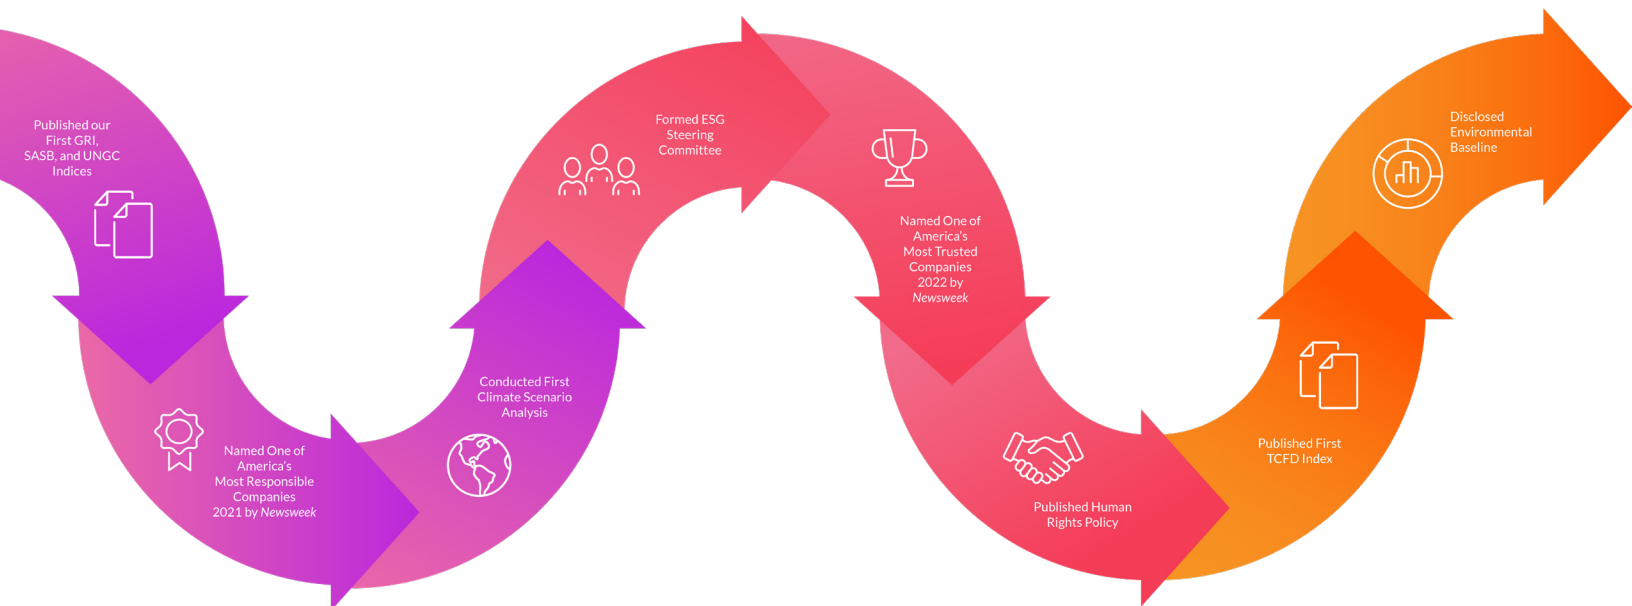 Published our
First GRI,
SASB, and UNGC
Indices
Named One of
America's
Most Responsible
Companies
2021 by Newsweek
Conducted First
Climate Scenario
Analysis
Formed ESG
Steering
Committee
Named One of
America's
Most Trusted
Companies
2022 by
Newsweek
Published Human
Rights Policy
Published First
TCFD Index
Disclosed
Environmental
Baseline